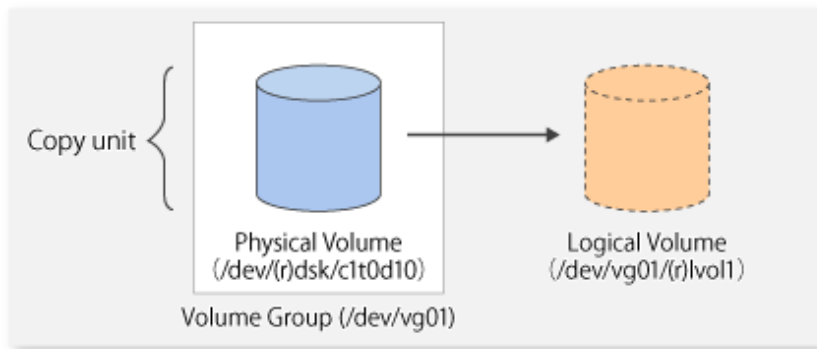 Copy unit
Physical Volume
(/dev/(r)dsk/c1t0d10)
Logical Volume
(/dev/vg01/(r)lvol1)
Volume Group (/dev/vg01)